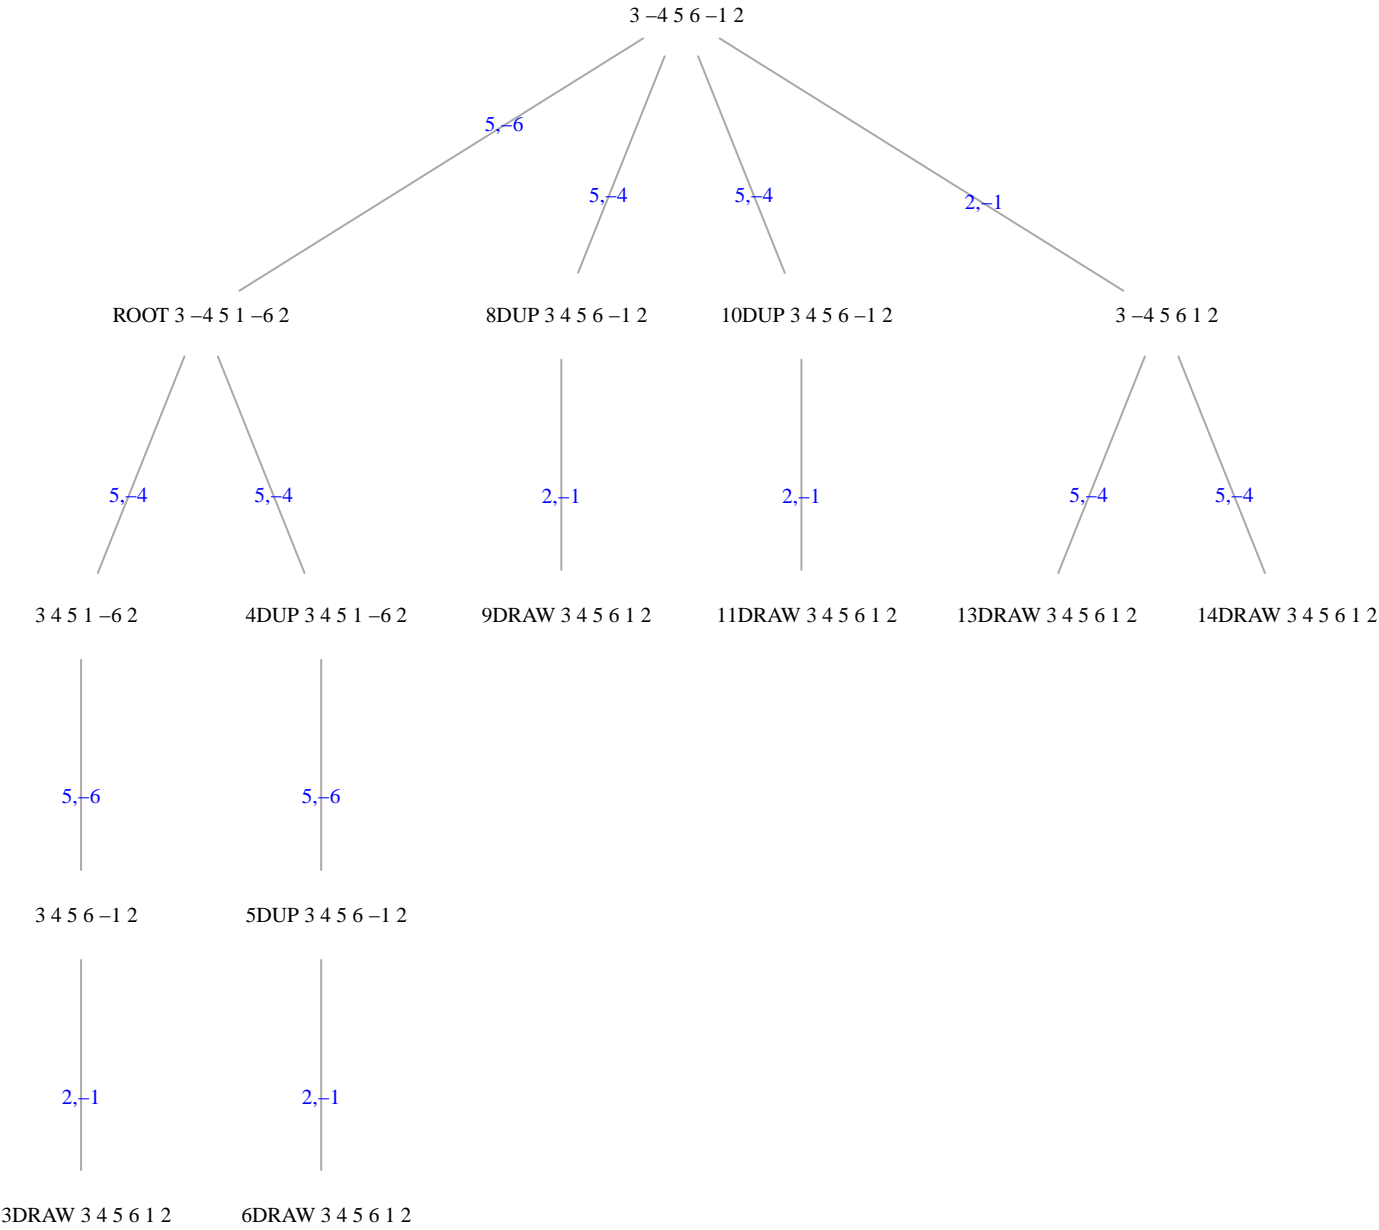 3 –4 5 6 –1 2
5,–6
5,–4
5,–4
2,–1
ROOT 3 –4 5 1 –6 2
8DUP 3 4 5 6 –1 2
10DUP 3 4 5 6 –1 2
3 –4 5 6 1 2
5,–4
5,–4
2,–1
2,–1
5,–4
5,–4
3 4 5 1 –6 2
4DUP 3 4 5 1 –6 2
9DRAW 3 4 5 6 1 2
11DRAW 3 4 5 6 1 2
13DRAW 3 4 5 6 1 2
14DRAW 3 4 5 6 1 2
5,–6
5,–6
3 4 5 6 –1 2
5DUP 3 4 5 6 –1 2
2,–1
2,–1
3DRAW 3 4 5 6 1 2
6DRAW 3 4 5 6 1 2